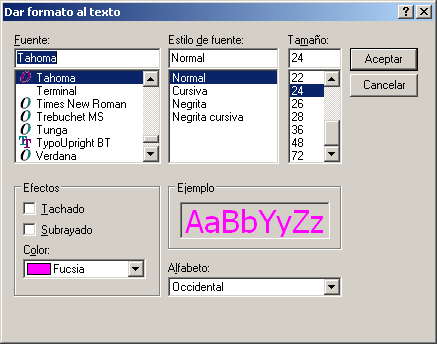 Dar formato al texto
Fuente:
Tahoma
Tahoma
Terminal
Times New Roman
Trebuchet MS
Tunga
TypoUpright BT
Verdana
Estilo de fuente:
Normal
Normal
Cursiva
Negrita
Negrita cursiva
Tamaño:
24
22
24
26
28
36
48
72
Aceptar
Cancelar
Efectos
Tachado
Subrayado
Color:
Fucsia
Ejemplo
AaBbYyZz
Alfabeto:
Occidental